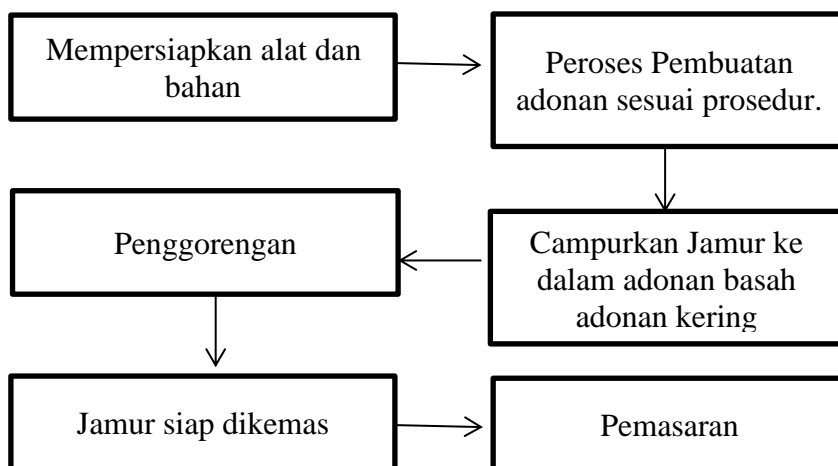 Mempersiapkan alat dan
bahan
Peroses Pembuatan
adonan sesuai prosedur.
Campurkan Jamur ke
dalam adonan basah
adonan kering
Penggorengan
Jamur siap dikemas
Pemasaran